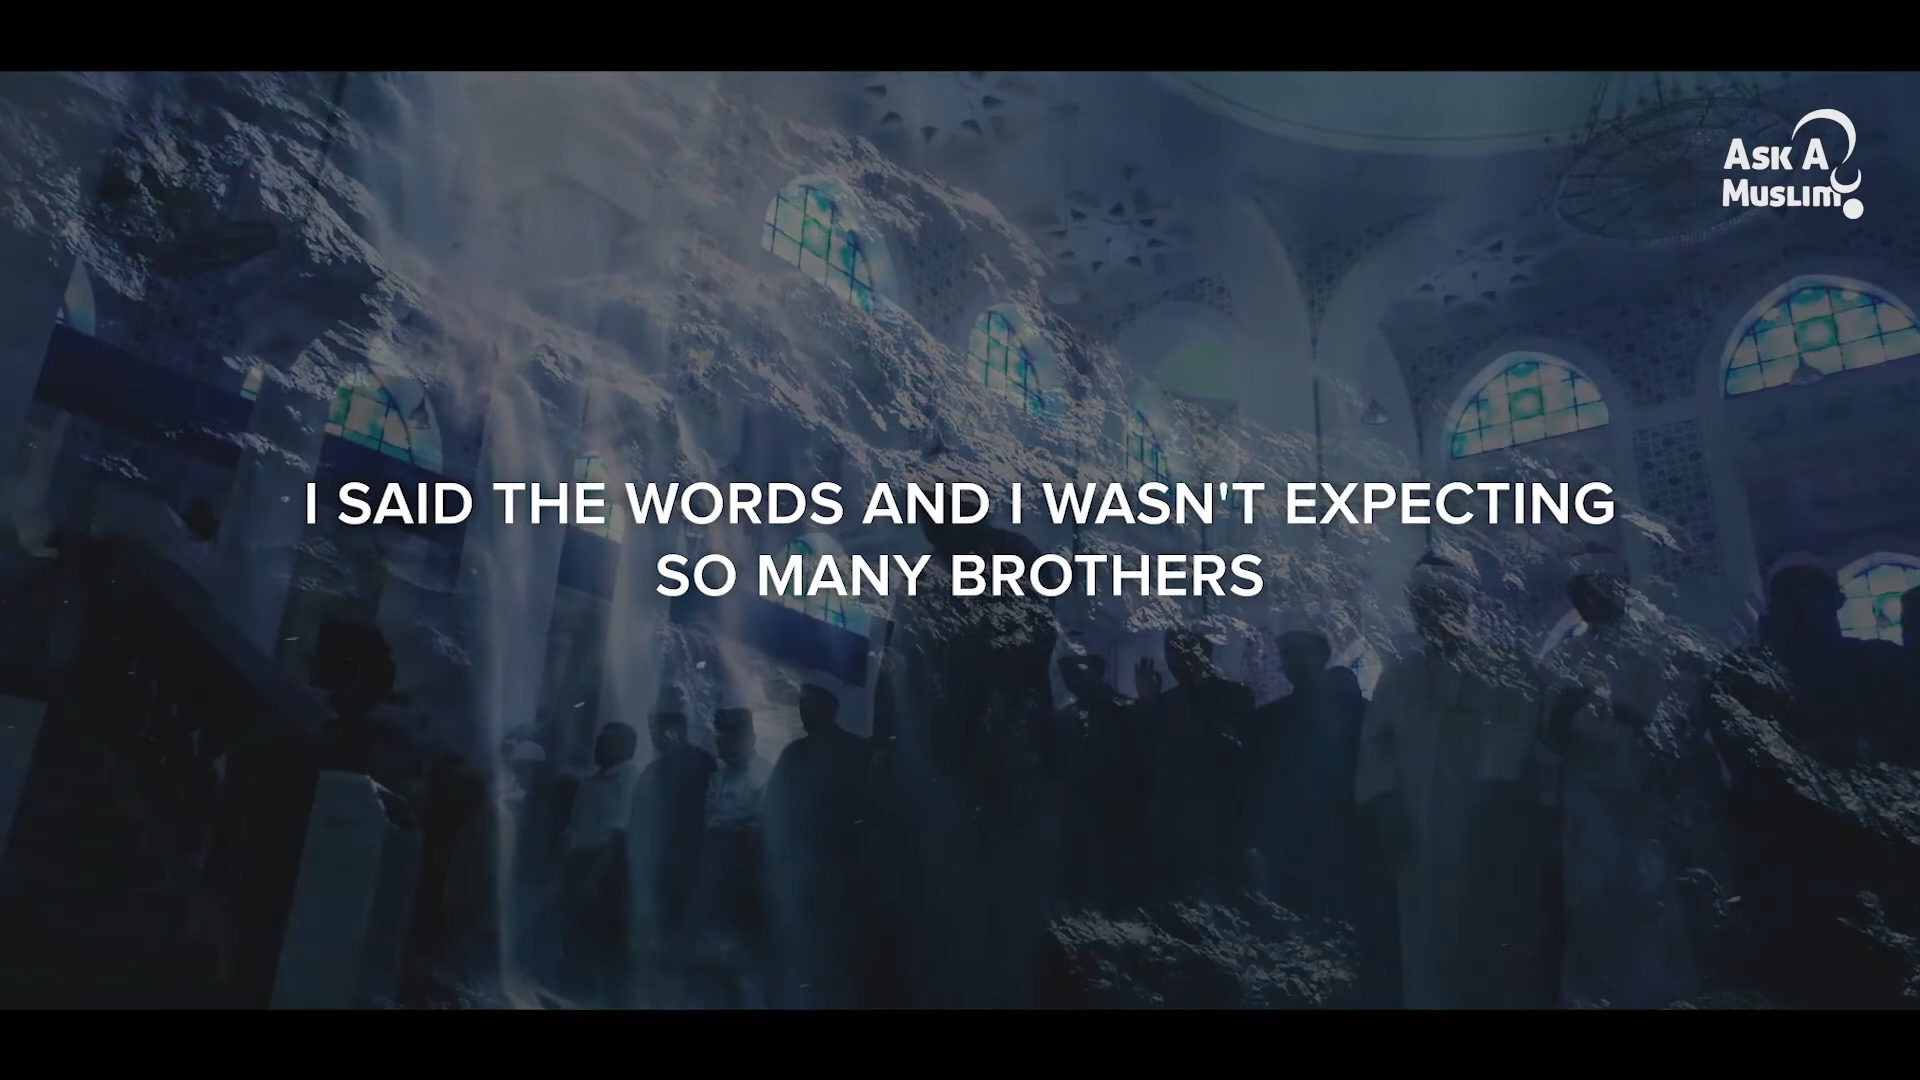 Ask A
Muslim
I SAID THE WORDS AND I WASN'T EXPECTING
SO MANY BROTHERS